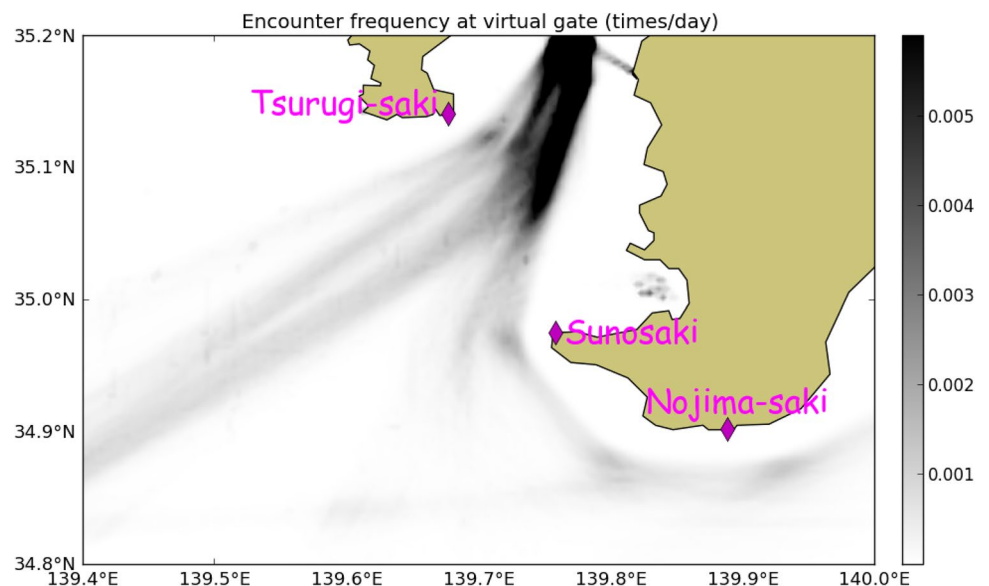 Encounter frequency at virtual gate (times/day)
35.2°N
35.1°N
35.0°N
34.9°N
34.8°N
139.4°E 139.5°E 139.6°E 139.7°E 139.8°E 139.9°E 140.0°E
Tsurugi-saki
Sunosaki
Nojima-saki
0.005
0.004
0.003
0.002
0.001